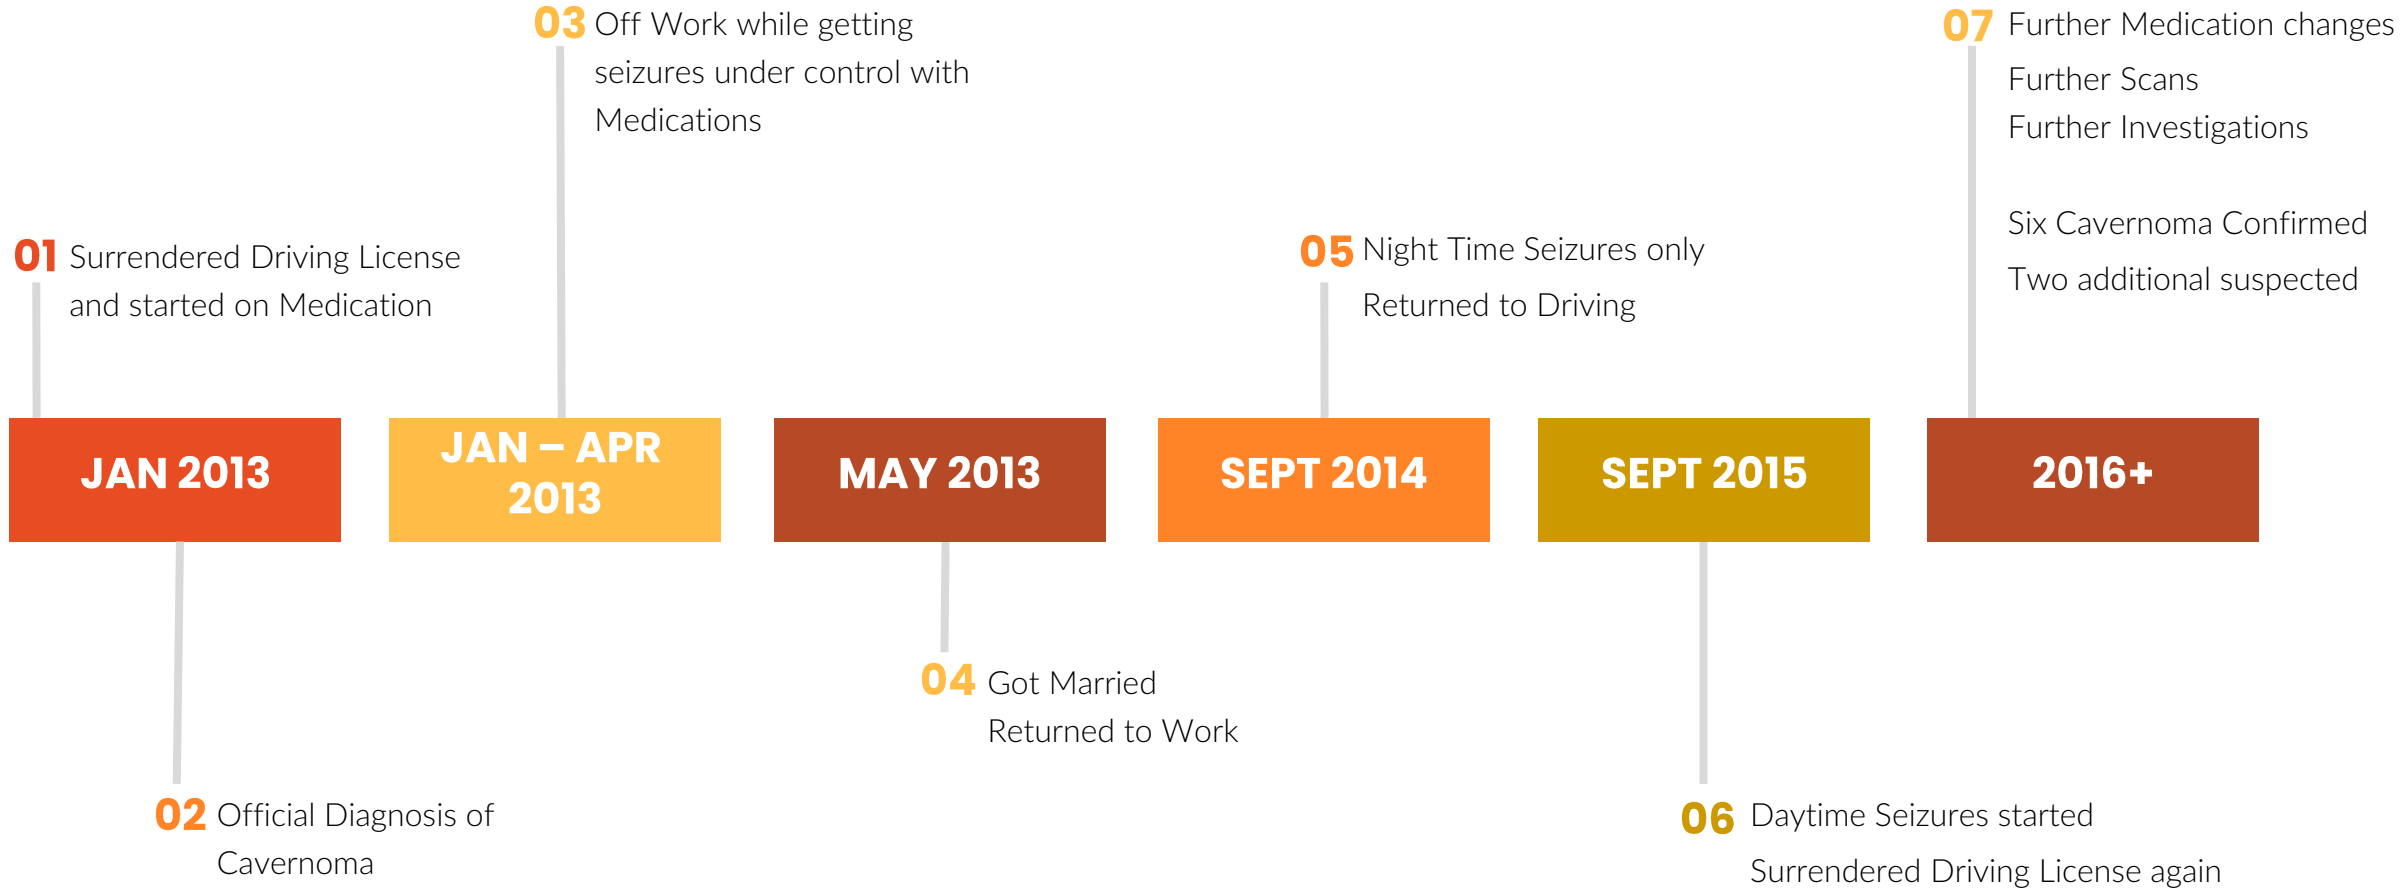 01 Surrendered Driving License
and started on Medication
JAN 2013
02 Official Diagnosis of
Cavernoma
03 Off Work while getting
seizures under control with
Medications
JAN – APR
2013
MAY 2013
04 Got Married
Returned to Work
05 Night Time Seizures only
Returned to Driving
SEPT 2014
SEPT 2015
06 Daytime Seizures started
Surrendered Driving License again
07 Further Medication changes
Further Scans
Further Investigations
Six Cavernoma Confirmed
Two additional suspected
2016+